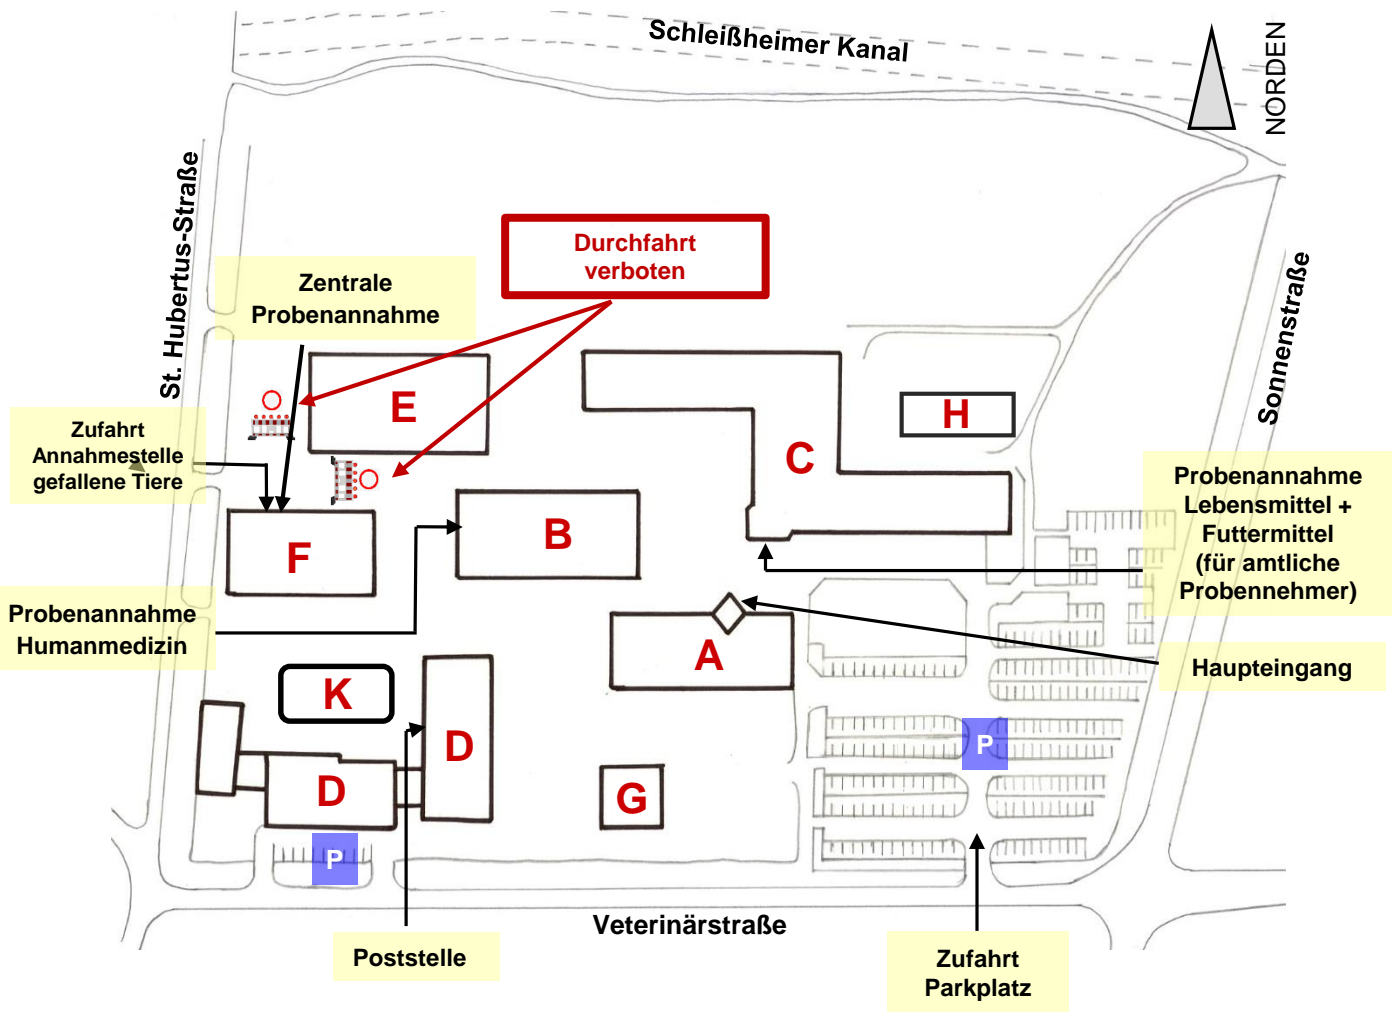 Schleißheimer Kanal
NORDEN
St. Hubertus-Straße
Durchfahrt
verboten
Zentrale
Probenannahme
Sonnenstraße
E
H
Zufahrt
Annahmestelle
gefallene Tiere
C
Probenannahme
Lebensmittel +
Futtermittel
(für amtliche
Probennehmer)
B
F
Probenannahme
Humanmedizin
A
Haupteingang
K
D
P
D
G
P
Veterinärstraße
Poststelle
Zufahrt
Parkplatz